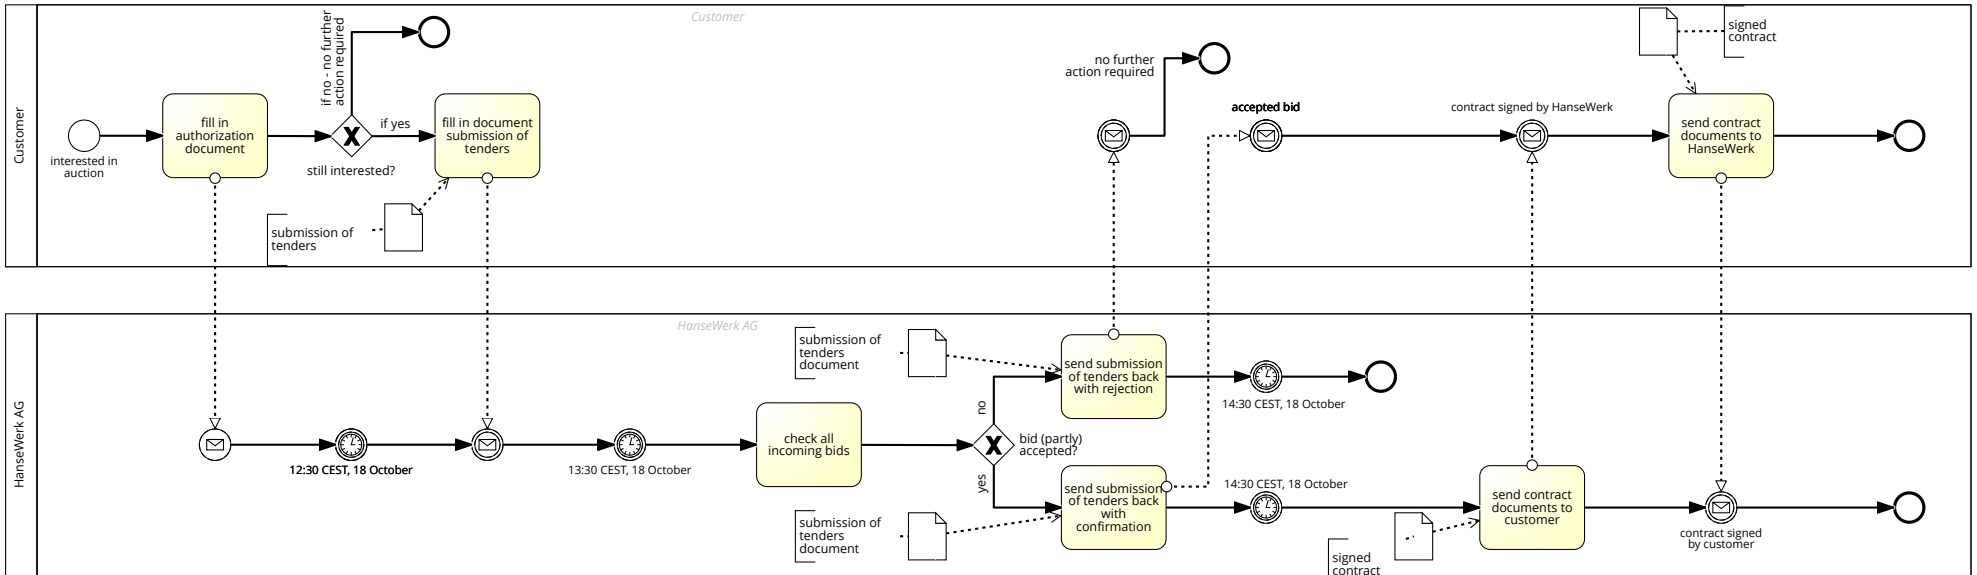 Customer
Customer
if no - no further
action required
fill in
authorization
document
if yes
fill in document
submission of
tenders
interested in
auction
still interested?
submission of
tenders
no further
action required
accepted bid
contract signed by HanseWerk
signed
contract
send contract
documents to
HanseWerk
HanseWerk AG
HanseWerk AG
12:30 CEST, 18 October
13:30 CEST, 18 October
check all
incoming bids
submission of
tenders
document
no
bid (partly)
accepted?
yes
send submission
of tenders back
with rejection
14:30 CEST, 18 October
submission of
tenders
document
send submission
of tenders back
with
confirmation
14:30 CEST, 18 October
signed
contract
send contract
documents to
customer
contract signed
by customer